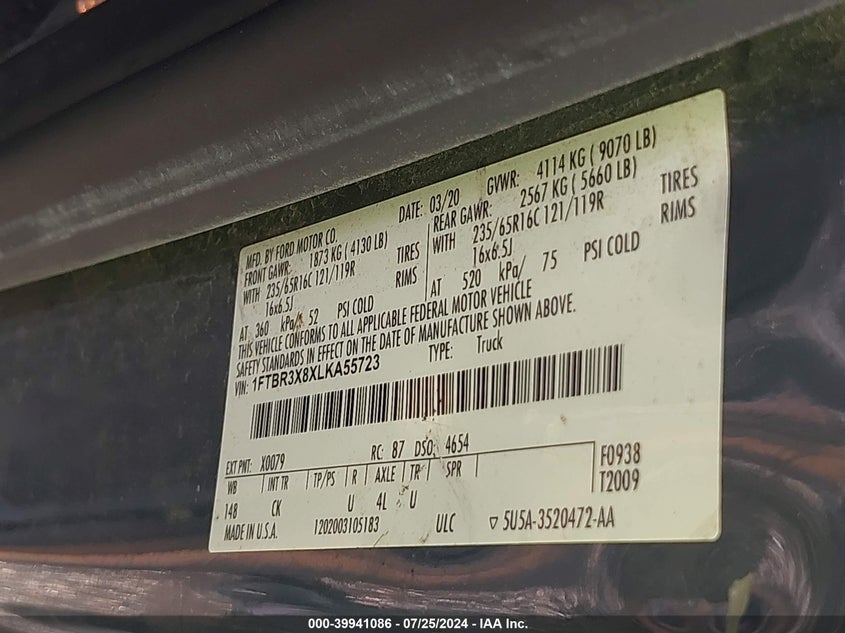 MFD. BY FORD MOTOR CO. DATE: 03/20 GVWR: 4114 KG ( 9070 LB)
FRONT GAWR: 1873 KG ( 4130 LB) REAR GAWR: 2567 KG ( 5660 LB)
WITH 235/65R16C 121/119R TIRES WITH 235/65R16C 121/119R TIRES
16x6.5J RIMS 16x6.5J RIMS
AT 360 kPa/ 52 PSI COLD AT 520 kPa/ 75 PSI COLD
THIS VEHICLE CONFORMS TO ALL APPLICABLE FEDERAL MOTOR VEHICLE
SAFETY STANDARDS IN EFFECT ON THE DATE OF MANUFACTURE SHOWN ABOVE.
VIN: 1FTBR3X8XLKA55723 TYPE: Truck
EXT PNT: X0079 RC: 87 DSO: 4654
WB INT TR TP/PS R AXLE TR SPR F0938
148 CK U 4L U T2009
MADE IN U.S.A. 1202003105183 ULC ▽ 5U5A-3520472-AA
000-39941086 - 07/25/2024 - IAA Inc.